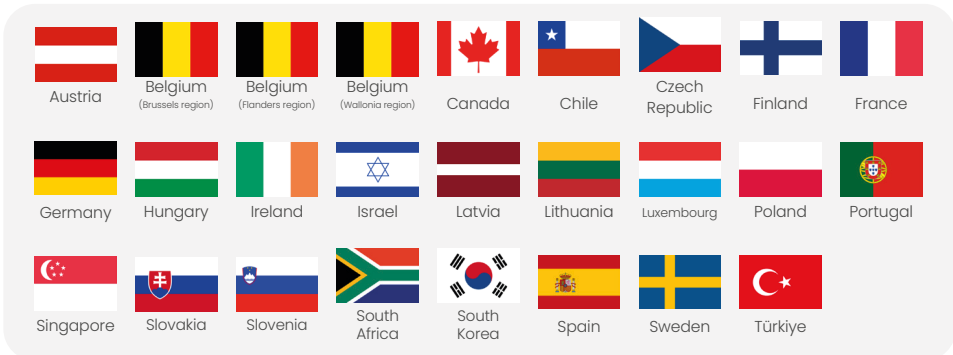 Austria
Belgium
(Brussels region)
Belgium
(Flanders region)
Belgium
(Wallonia region)
Canada
Chile
Czech
Republic
Finland
France
Germany
Hungary
Ireland
Israel
Latvia
Lithuania
Luxembourg
Poland
Portugal
Singapore
Slovakia
Slovenia
South
Africa
South
Korea
Spain
Sweden
Türkiye